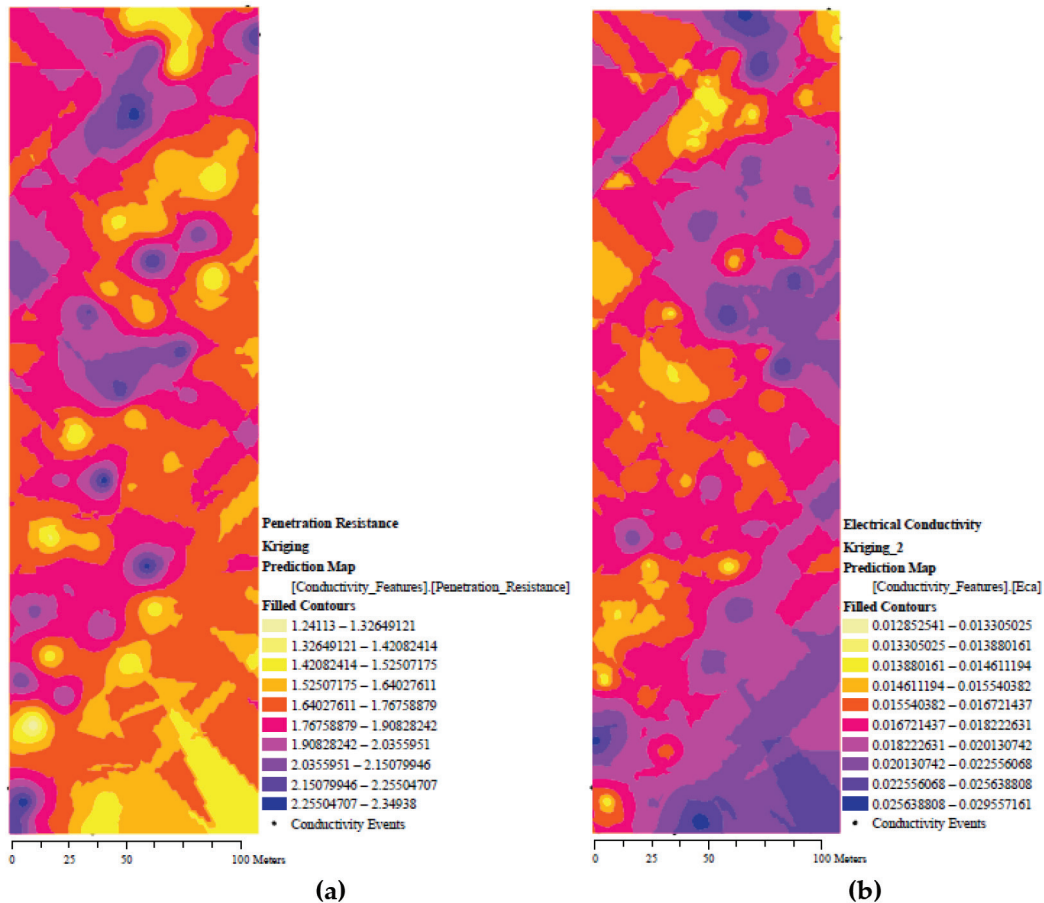 Penetration Resistance
Kriging
Prediction Map
[Conductivity_Features].[Penetration_Resistance]
Filled Contours
1.24113 – 1.32649121
1.32649121 – 1.42082414
1.42082414 – 1.52507175
1.52507175 – 1.64027611
1.64027611 – 1.76758879
1.76758879 – 1.90828242
1.90828242 – 2.0355951
2.0355951 – 2.15079946
2.15079946 – 2.25504707
2.25504707 – 2.34938
Conductivity Events
0 25 50 100 Meters
(a)
Electrical Conductivity
Kriging_2
Prediction Map
[Conductivity_Features].[Eca]
Filled Contours
0.012852541 – 0.013305025
0.013305025 – 0.013880161
0.013880161 – 0.014611194
0.014611194 – 0.015540382
0.015540382 – 0.016721437
0.016721437 – 0.018222631
0.018222631 – 0.020130742
0.020130742 – 0.022556068
0.022556068 – 0.025638808
0.025638808 – 0.029557161
Conductivity Events
0 25 50 100 Meters
(b)